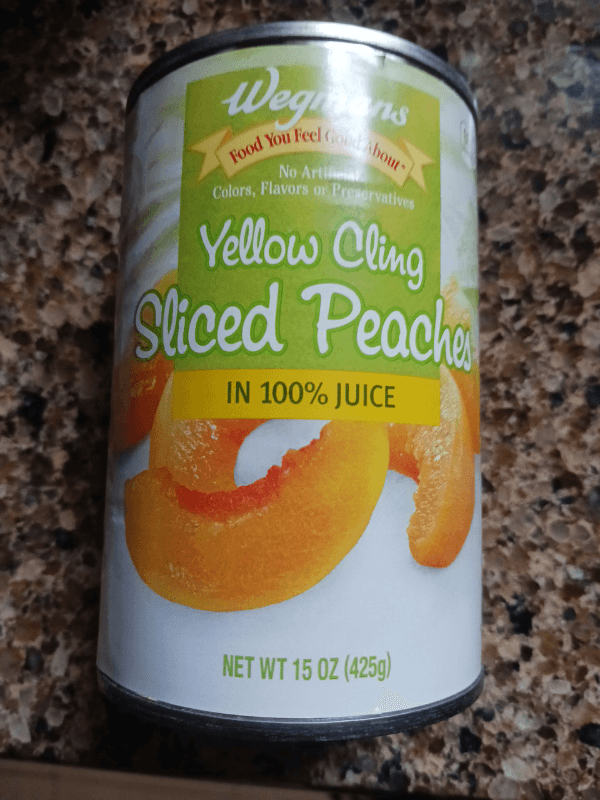 Wegmans
Food You Feel Good About
No Artificial
Colors, Flavors or Preservatives
Yellow Cling
Sliced Peaches
IN 100% JUICE
NET WT 15 OZ (425g)